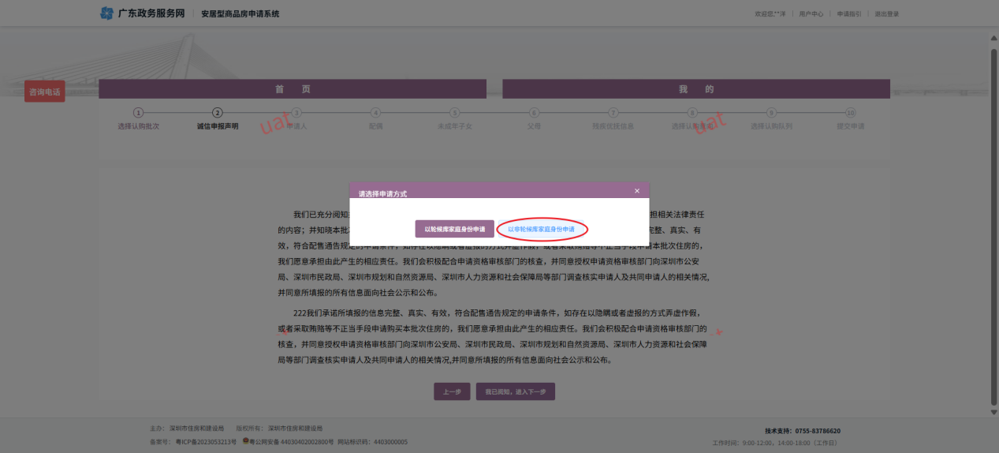 广东政务服务网 安居型商品房申请系统
欢迎您,**洋 用户中心 申请指引 退出登录
咨询电话
首 页
我 的
1 2 3 4 5 6 7 8 9 10
选择认购批次 诚信申报声明 申请人 配偶 未成年子女 父母 残疾优抚信息 选择认购 选择认购队列 提交申请
uat uat
请选择申请方式 ×
以轮候库家庭身份申请 以非轮候库家庭身份申请
我们已充分阅知 担相关法律责任
的内容；并知晓本批 完整、真实、有
效，符合配售通告规定的申请条件，如存在以隐瞒或者虚报的方式弄虚作假，或者采取贿赂等不正当手段申请本批次住房的，
我们愿意承担由此产生的相应责任。我们会积极配合申请资格审核部门的核查，并同意授权申请资格审核部门向深圳市公安
局、深圳市民政局、深圳市规划和自然资源局、深圳市人力资源和社会保障局等部门调查核实申请人及共同申请人的相关情况,
并同意所填报的所有信息面向社会公示和公布。
222我们承诺所填报的信息完整、真实、有效，符合配售通告规定的申请条件，如存在以隐瞒或者虚报的方式弄虚作假，
或者采取贿赂等不正当手段申请购买本批次住房的，我们愿意承担由此产生的相应责任。我们会积极配合申请资格审核部门的
核查，并同意授权申请资格审核部门向深圳市公安局、深圳市民政局、深圳市规划和自然资源局、深圳市人力资源和社会保障
局等部门调查核实申请人及共同申请人的相关情况,并同意所填报的所有信息面向社会公示和公布。
上一步 我已阅知，进入下一步
主办： 深圳市住房和建设局 版权所有： 深圳市住房和建设局
备案号： 粤ICP备2023053213号 粤公网安备 44030402002800号 网站标识码：4403000005
技术支持：0755-83786620
工作时间：9:00-12:00，14:00-18:00（工作日）